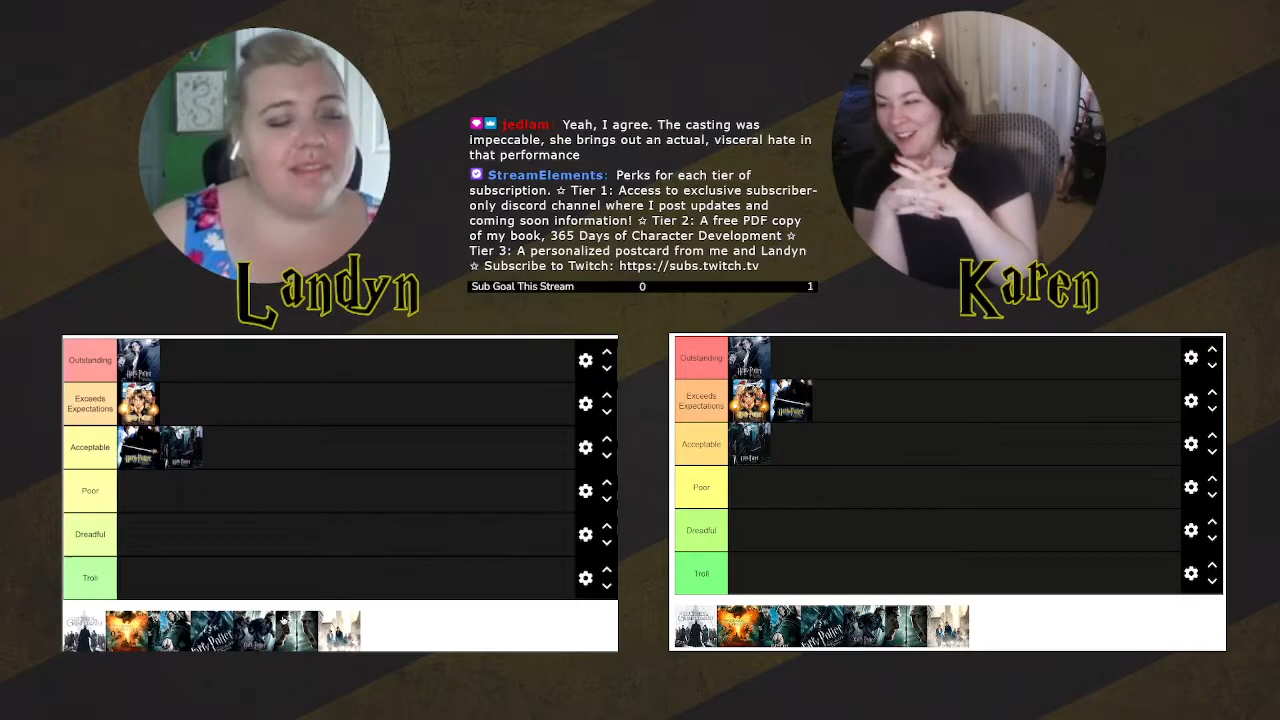 jedlam: Yeah, I agree. The casting was
impeccable, she brings out an actual, visceral hate in
that performance
StreamElements: Perks for each tier of
subscription. ☆ Tier 1: Access to exclusive subscriber-
only discord channel where I post updates and
coming soon information! ☆ Tier 2: A free PDF copy
of my book, 365 Days of Character Development ☆
Tier 3: A personalized postcard from me and Landyn
☆ Subscribe to Twitch: https://subs.twitch.tv
Sub Goal This Stream 0 1
Landyn
Karen
Outstanding
Exceeds
Expectations
Acceptable
Poor
Dreadful
Troll
Outstanding
Exceeds
Expectations
Acceptable
Poor
Dreadful
Troll